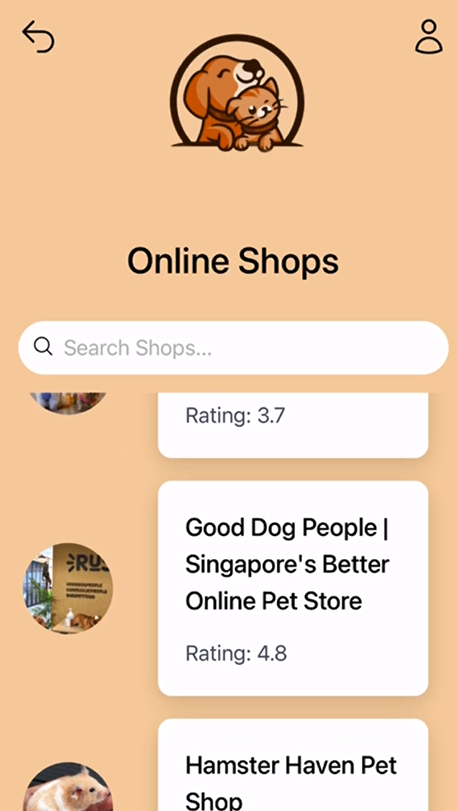 Online Shops
Search Shops...
Rating: 3.7
Good Dog People |
Singapore's Better
Online Pet Store
Rating: 4.8
Hamster Haven Pet
Shop